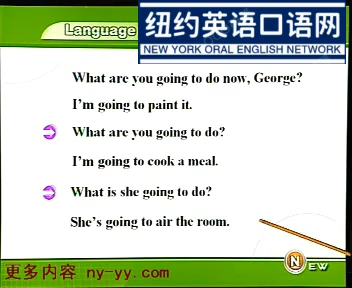 Language
纽约英语口语网
NEW YORK ORAL ENGLISH NETWORK
What are you going to do now, George?
I'm going to paint it.
What are you going to do?
I'm going to cook a meal.
What is she going to do?
She's going to air the room.
NEW
更多内容 ny-yy.com